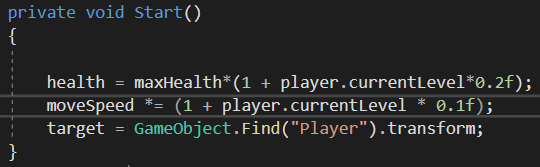 private void Start()
{
health = maxHealth*(1 + player.currentLevel*0.2f);
moveSpeed *= (1 + player.currentLevel * 0.1f);
target = GameObject.Find("Player").transform;
}